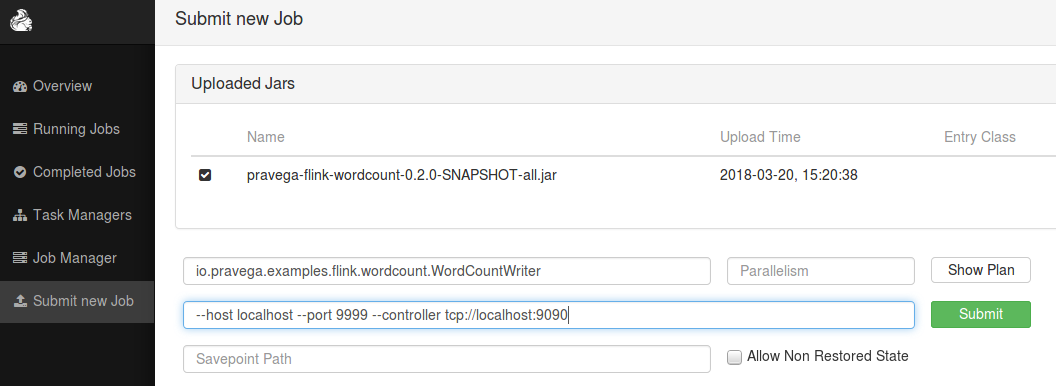 Submit new Job
Overview
Running Jobs
Completed Jobs
Task Managers
Job Manager
Submit new Job
Uploaded Jars
Name Upload Time Entry Class
pravega-flink-wordcount-0.2.0-SNAPSHOT-all.jar 2018-03-20, 15:20:38
io.pravega.examples.flink.wordcount.WordCountWriter Parallelism Show Plan
--host localhost --port 9999 --controller tcp://localhost:9090 Submit
Savepoint Path Allow Non Restored State